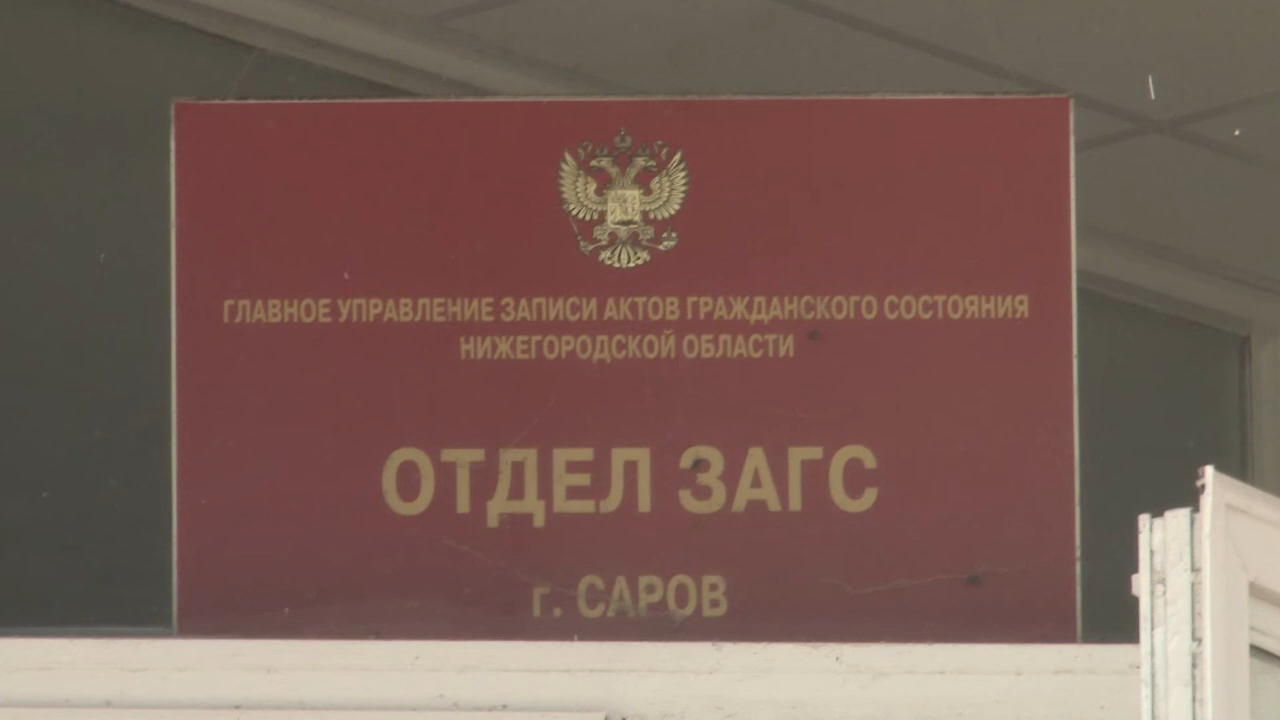 ГЛАВНОЕ УПРАВЛЕНИЕ ЗАПИСИ АКТОВ ГРАЖДАНСКОГО СОСТОЯНИЯ
НИЖЕГОРОДСКОЙ ОБЛАСТИ
ОТДЕЛ ЗАГС
г. САРОВ